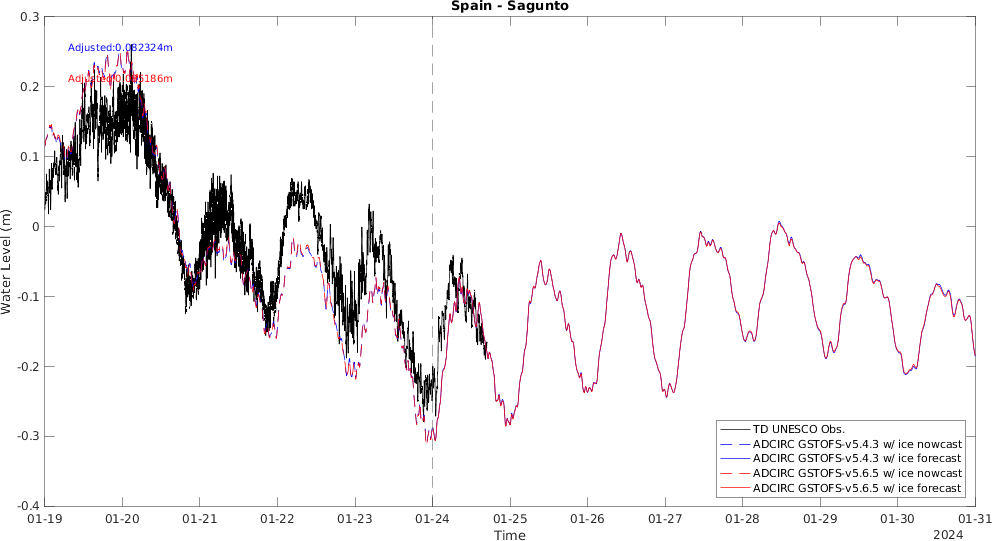 Spain - Sagunto
Adjusted:0.082324m
0.3
0.2
0.1
0
-0.1
-0.2
-0.3
-0.4
Water Level (m)
01-19
01-20
01-21
01-22
01-23
01-24
01-25
01-26
01-27
01-28
01-29
01-30
01-31
Time
2024
TD UNESCO Obs.
ADCIRC GSTOFS-v5.4.3 w/ ice nowcast
ADCIRC GSTOFS-v5.4.3 w/ ice forecast
ADCIRC GSTOFS-v5.6.5 w/ ice nowcast
ADCIRC GSTOFS-v5.6.5 w/ ice forecast